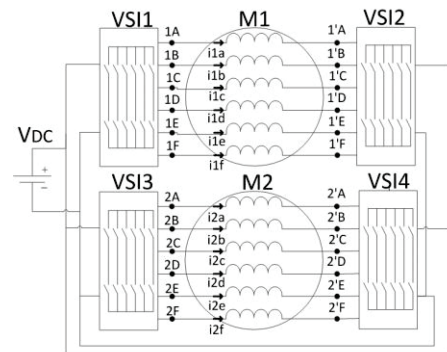 VSI1 M1 VSI2
1A 1'A
i1a
1B 1'B
i1b
1C 1'C
i1c
1D 1'D
i1d
1E 1'E
i1e
1F 1'F
i1f
VDC
+
-
VSI3 M2 VSI4
2A 2'A
i2a
2B 2'B
i2b
2C 2'C
i2c
2D 2'D
i2d
2E 2'E
i2e
2F 2'F
i2f